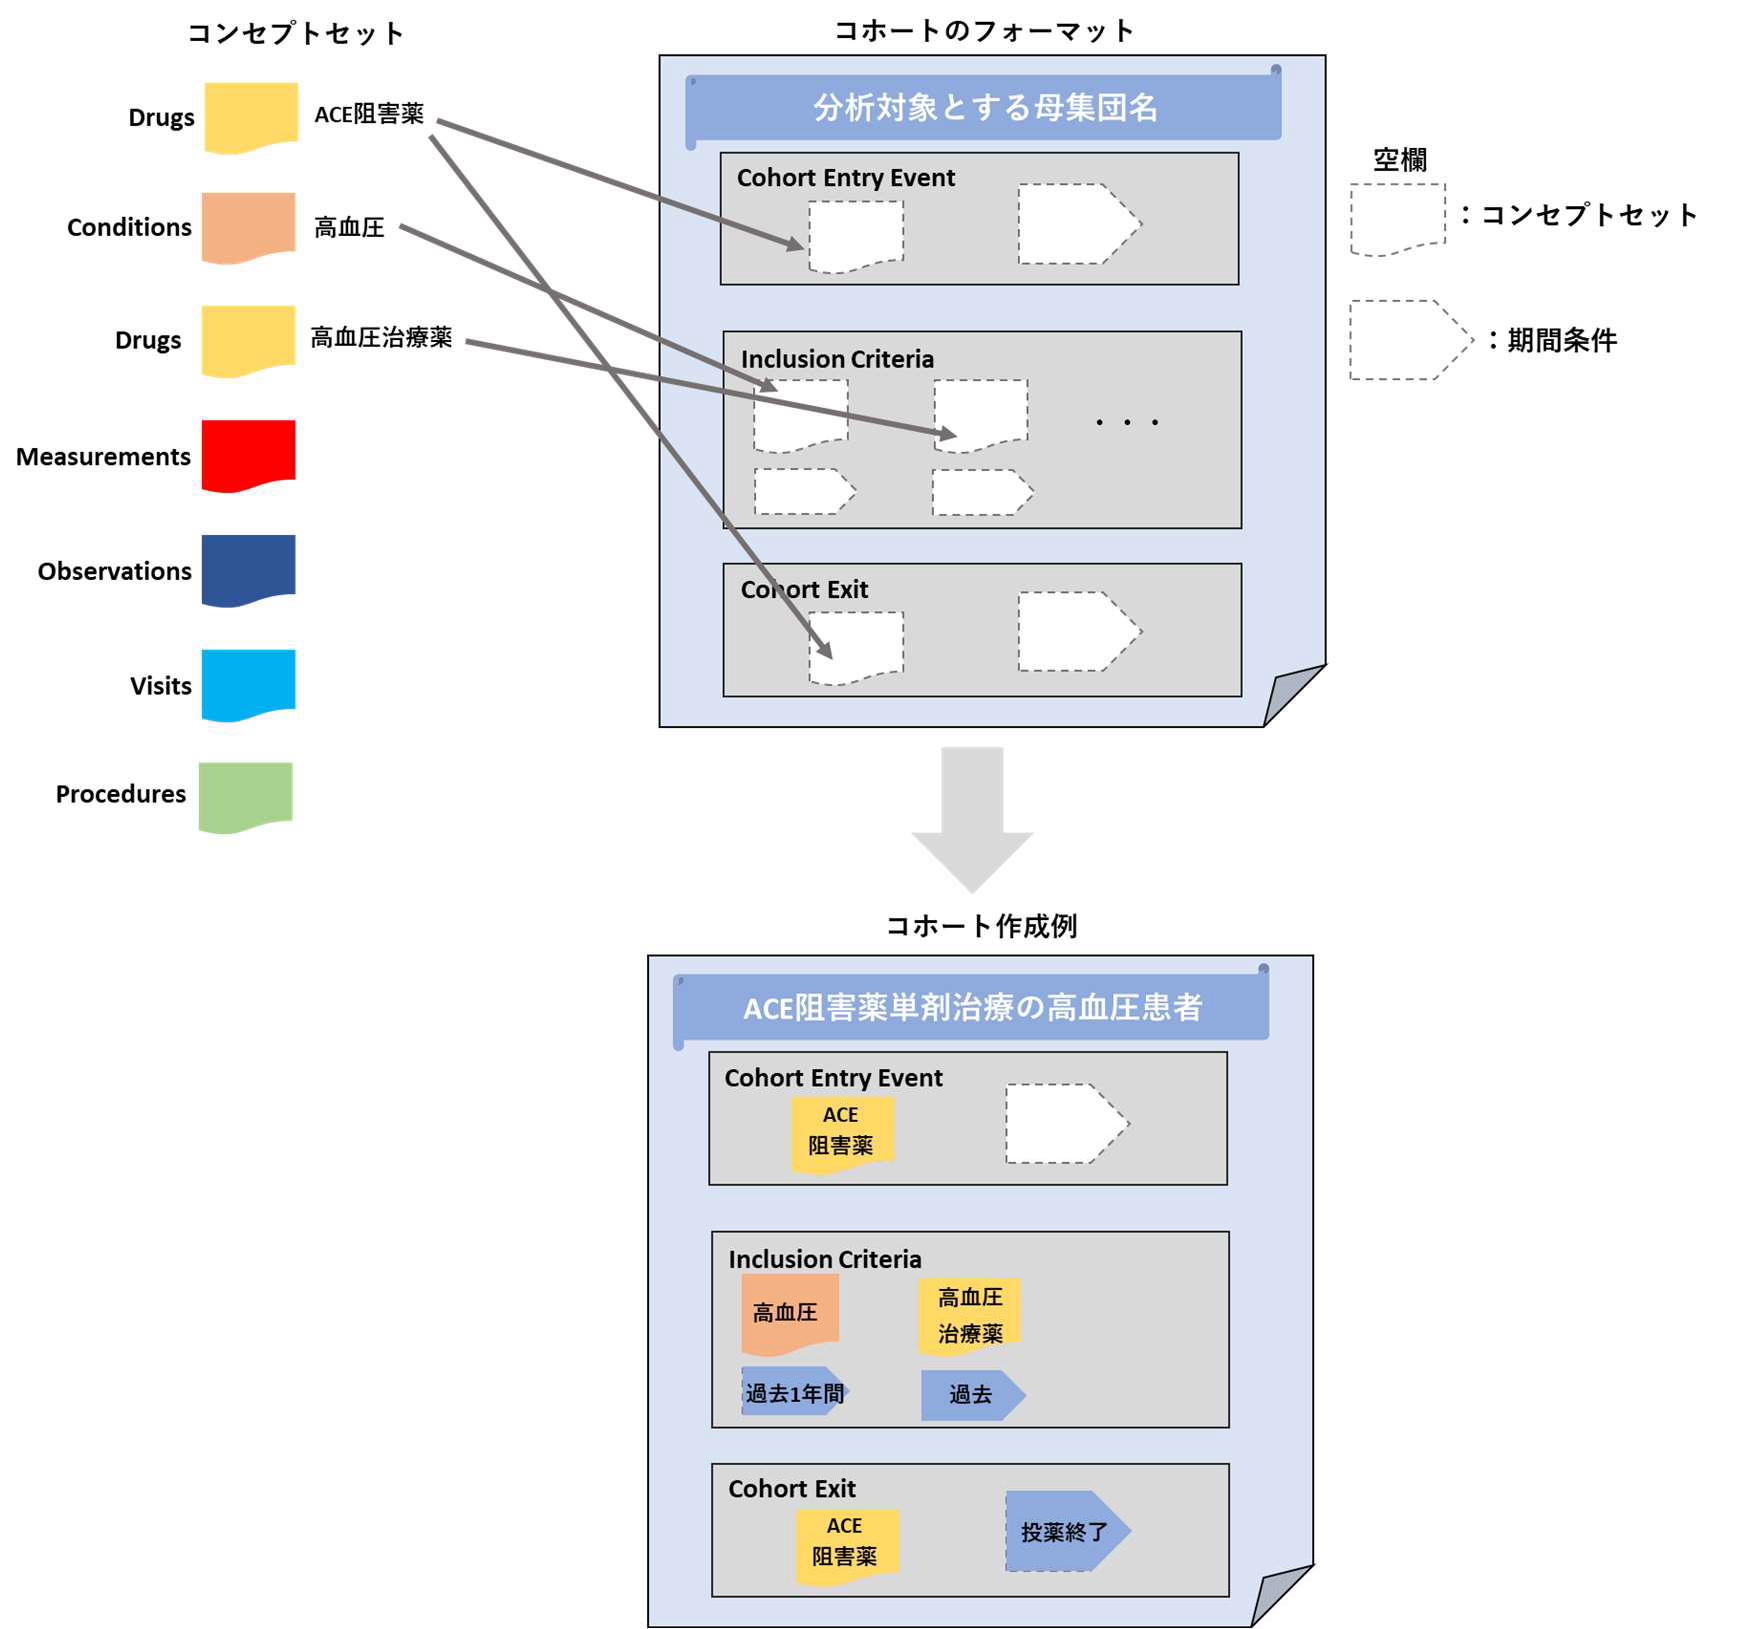 コンセプトセット
Drugs
ACE阻害薬
Conditions
高血圧
Drugs
高血圧治療薬
Measurements
Observations
Visits
Procedures
コホートのフォーマット
分析対象とする母集団名
Cohort Entry Event
Inclusion Criteria
・・・
Cohort Exit
空欄
：コンセプトセット
：期間条件
コホート作成例
ACE阻害薬単剤治療の高血圧患者
Cohort Entry Event
ACE
阻害薬
Inclusion Criteria
高血圧
高血圧
治療薬
過去1年間
過去
Cohort Exit
ACE
阻害薬
投薬終了